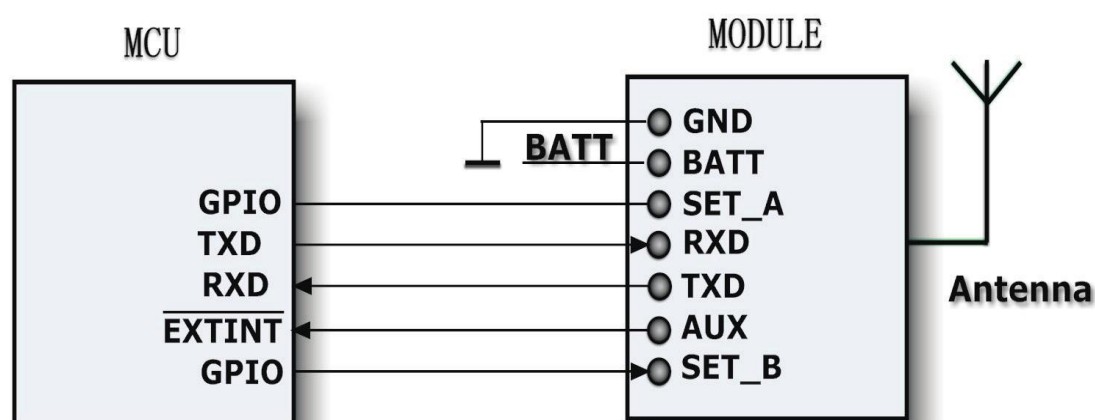 MCU
MODULE
GND
BATT
BATT
GPIO
SET_A
TXD
RXD
RXD
TXD
Antenna
EXTINT
AUX
GPIO
SET_B